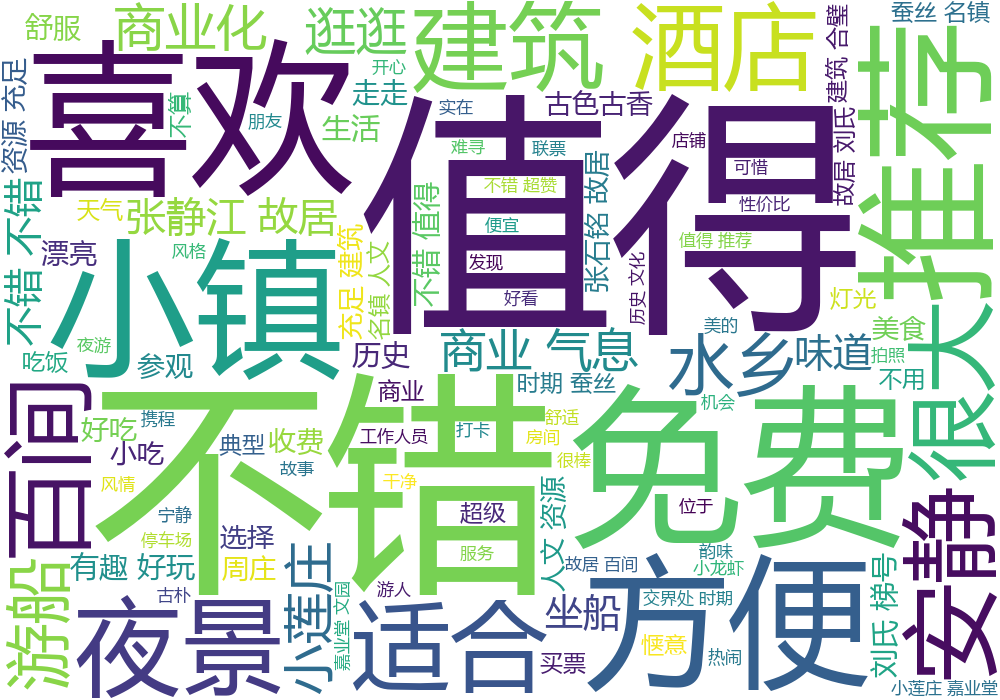 舒服
商业化
逛逛
建筑
酒店
建筑 合璧
蚕丝 名镇
喜欢
资源 充足
不算
开心
走走
朋友
生活
实在
古色古香
难寻
联票
店铺
故居 刘氏
推荐
值得
可惜
不错 超赞
性价比
便宜
不错 不错
天气
张静江 故居
不错 值得
张石铭 故居
值得 推荐
漂亮
风格
充足 建筑
名镇 人文
发现
历史 文化
好看
灯光
小镇
美的
美食
很大
夜游
吃饭
参观
历史
商业 气息
水乡
味道
拍照
不用
百间
时期 蚕丝
商业
机会
不错
免费
好吃
携程
小吃
典型
收费
工作人员
打卡
舒适
房间
故事
很棒
风情
干净
人文 资源
宁静
超级
位于
安静
停车场
选择
服务
有趣 好玩
周庄
小莲庄
故居 百间
韵味
小龙虾
刘氏 梯号
游船
古朴
夜景
嘉业堂 文园
游人
适合
坐船
方便
交界处 时期
惬意
热闹
买票
小莲庄 嘉业堂